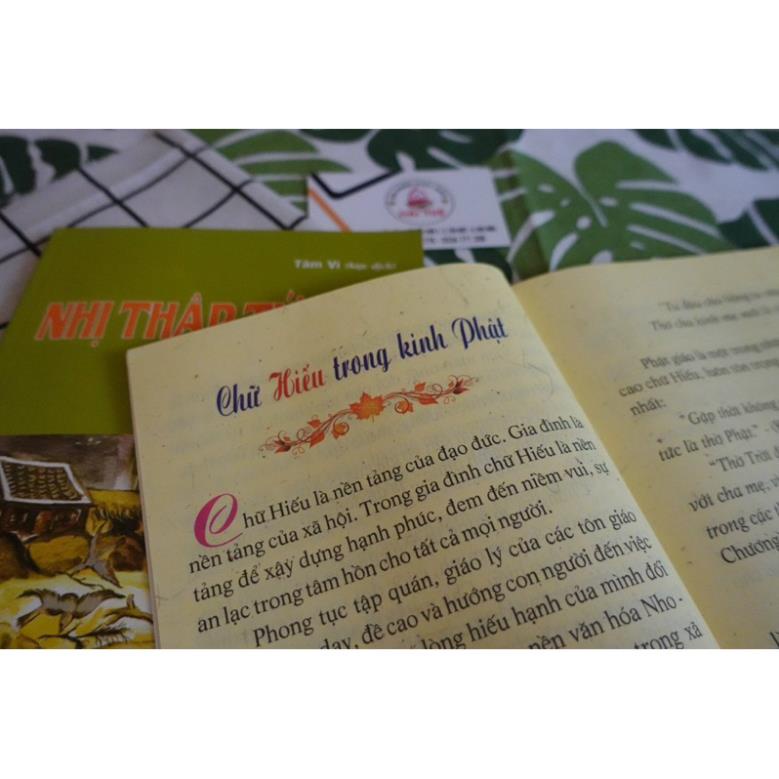 Tâm Vi
NHỊ THẬP
Chữ Hiếu trong kinh Phật
Chữ Hiếu là nền tảng của đạo đức. Gia đình là
nền tảng của xã hội. Trong gia đình chữ Hiếu là nền
tảng để xây dựng hạnh phúc, đem đến niềm vui, sự
an lạc trong tâm hồn cho tất cả mọi người.
Phong tục tập quán, giáo lý của các tôn giáo
dạy, đề cao và hướng con người đến việc
lòng hiếu hạnh của mình đối
nền văn hóa Nho-
trong xã
Phật giáo là một trong
cao chữ Hiếu, luôn tôn trọng
nhất:
"Gặp thời không
tức là thờ Phật."
"Thờ Trời
với cha mẹ,
trong các
Chương